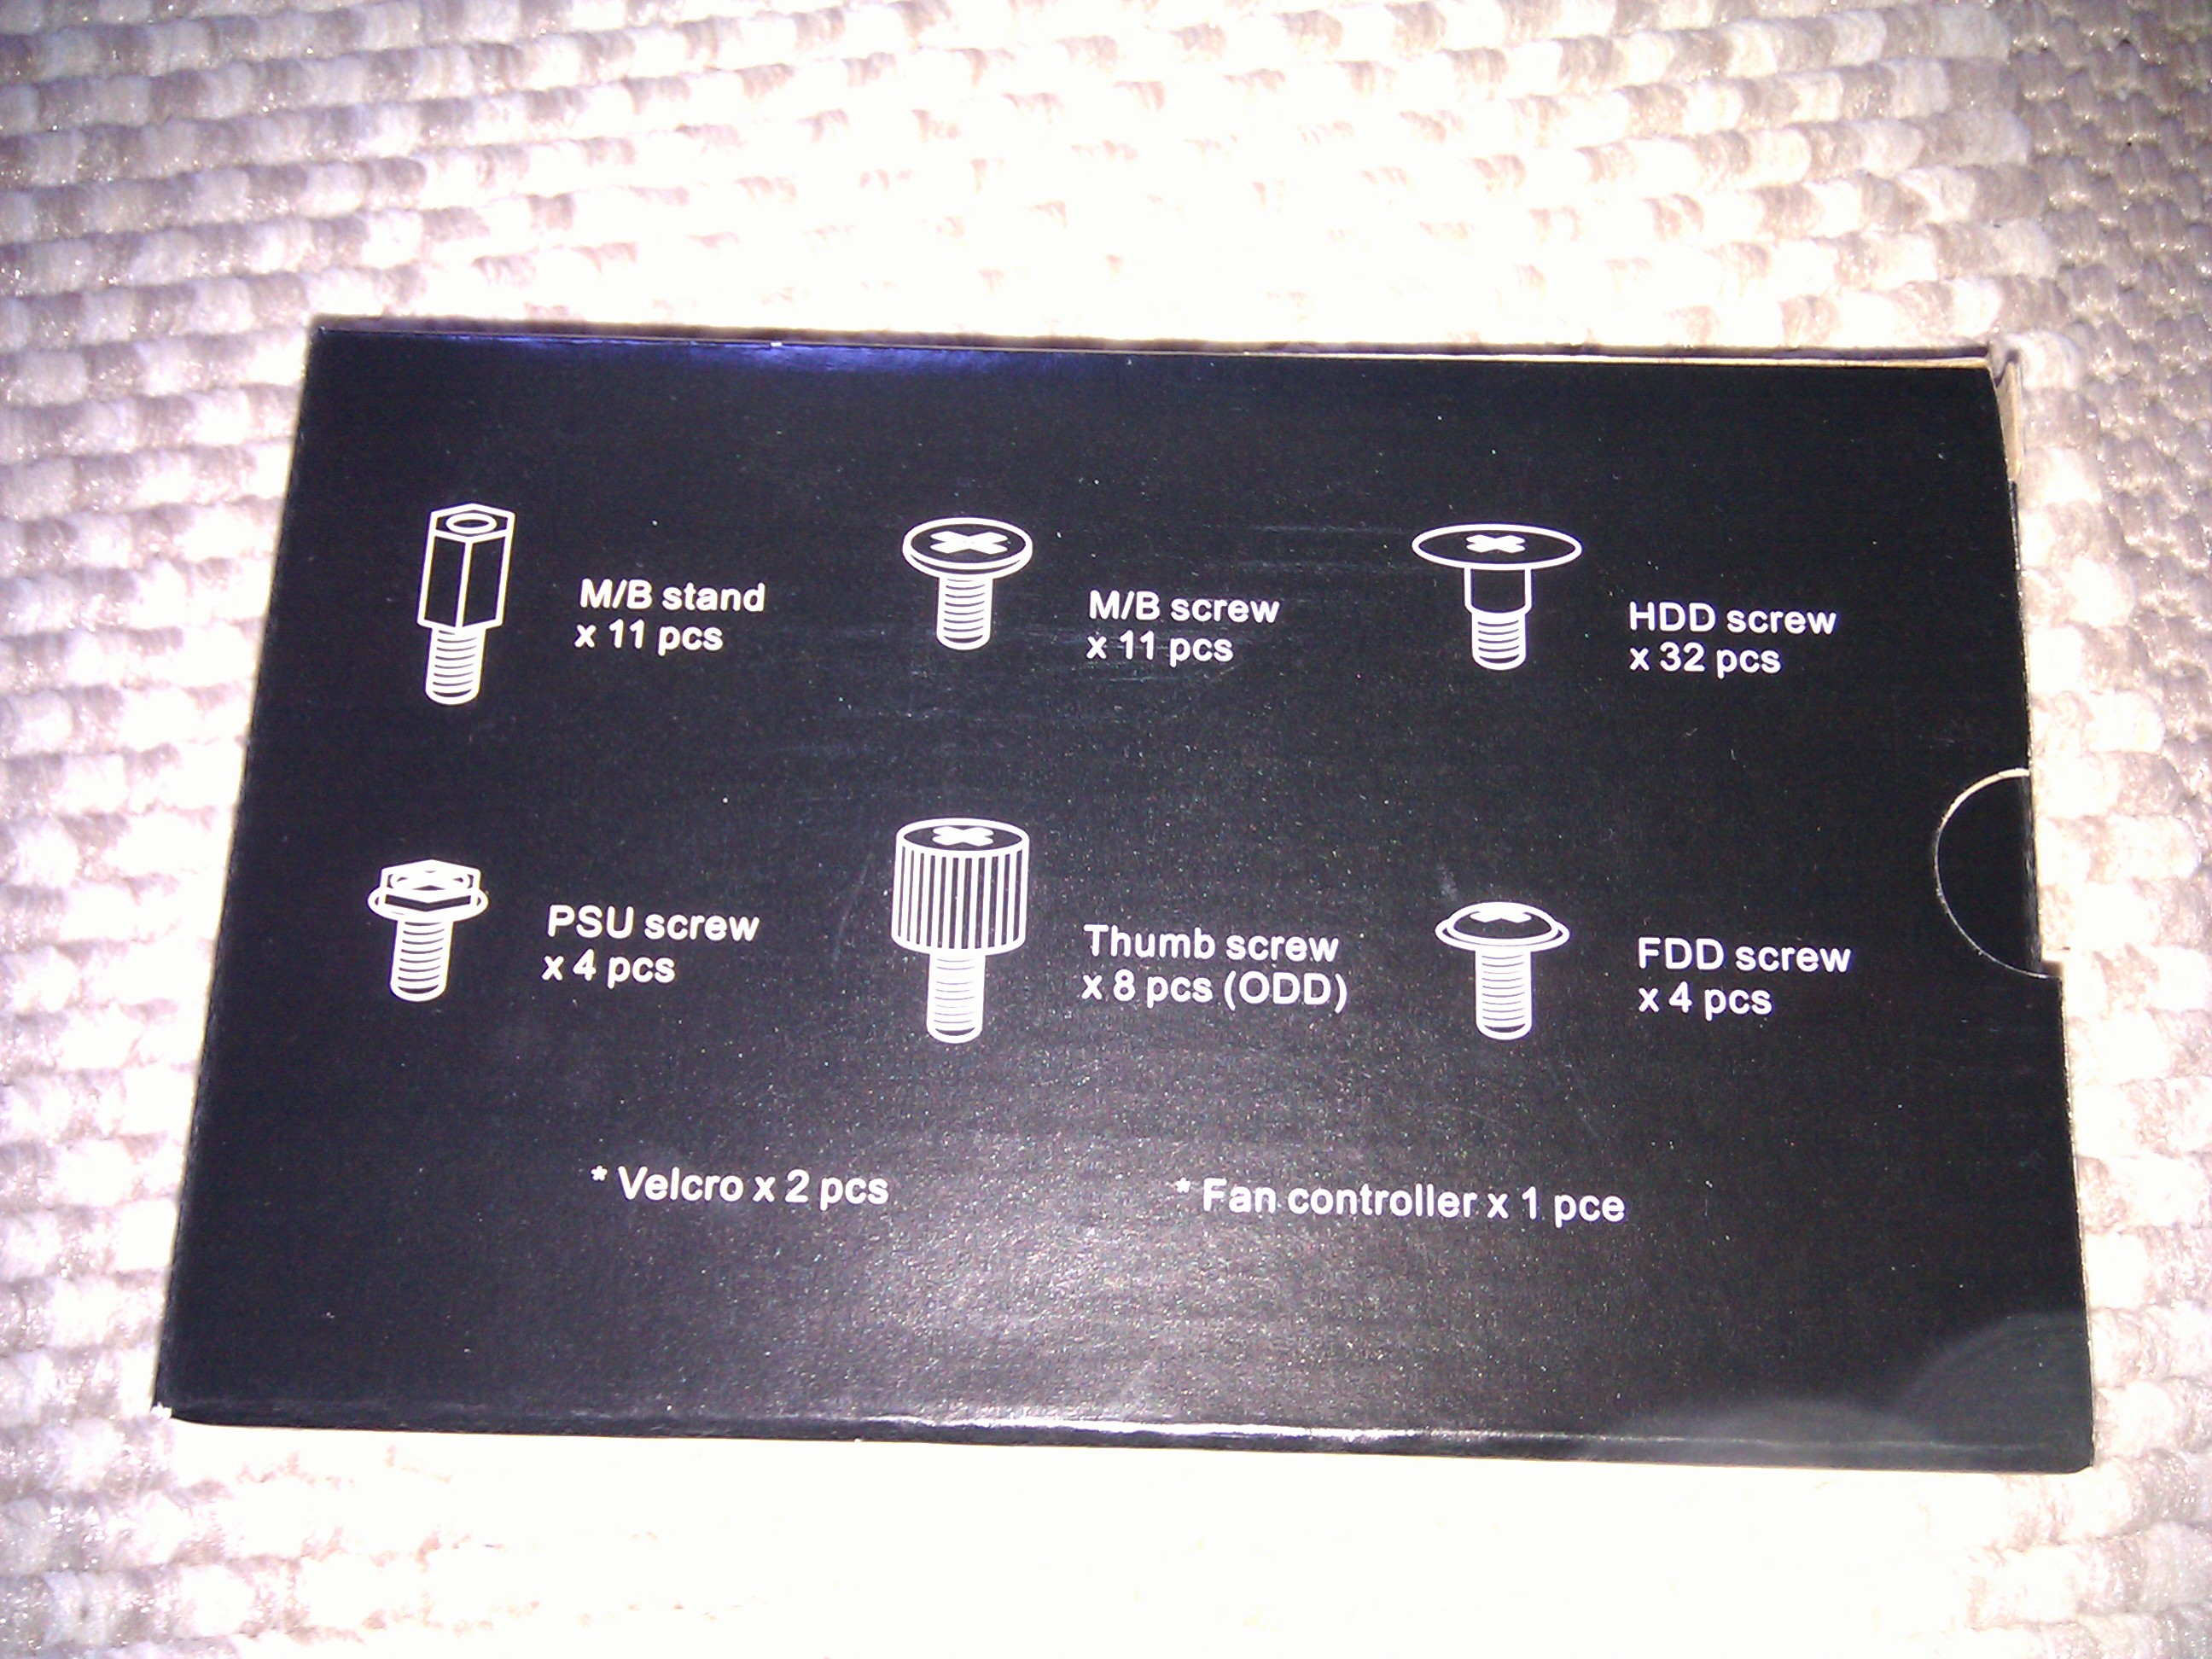 M/B stand
x 11 pcs
M/B screw
x 11 pcs
HDD screw
x 32 pcs
PSU screw
x 4 pcs
Thumb screw
x 8 pcs (ODD)
FDD screw
x 4 pcs
* Velcro x 2 pcs
* Fan controller x 1 pce